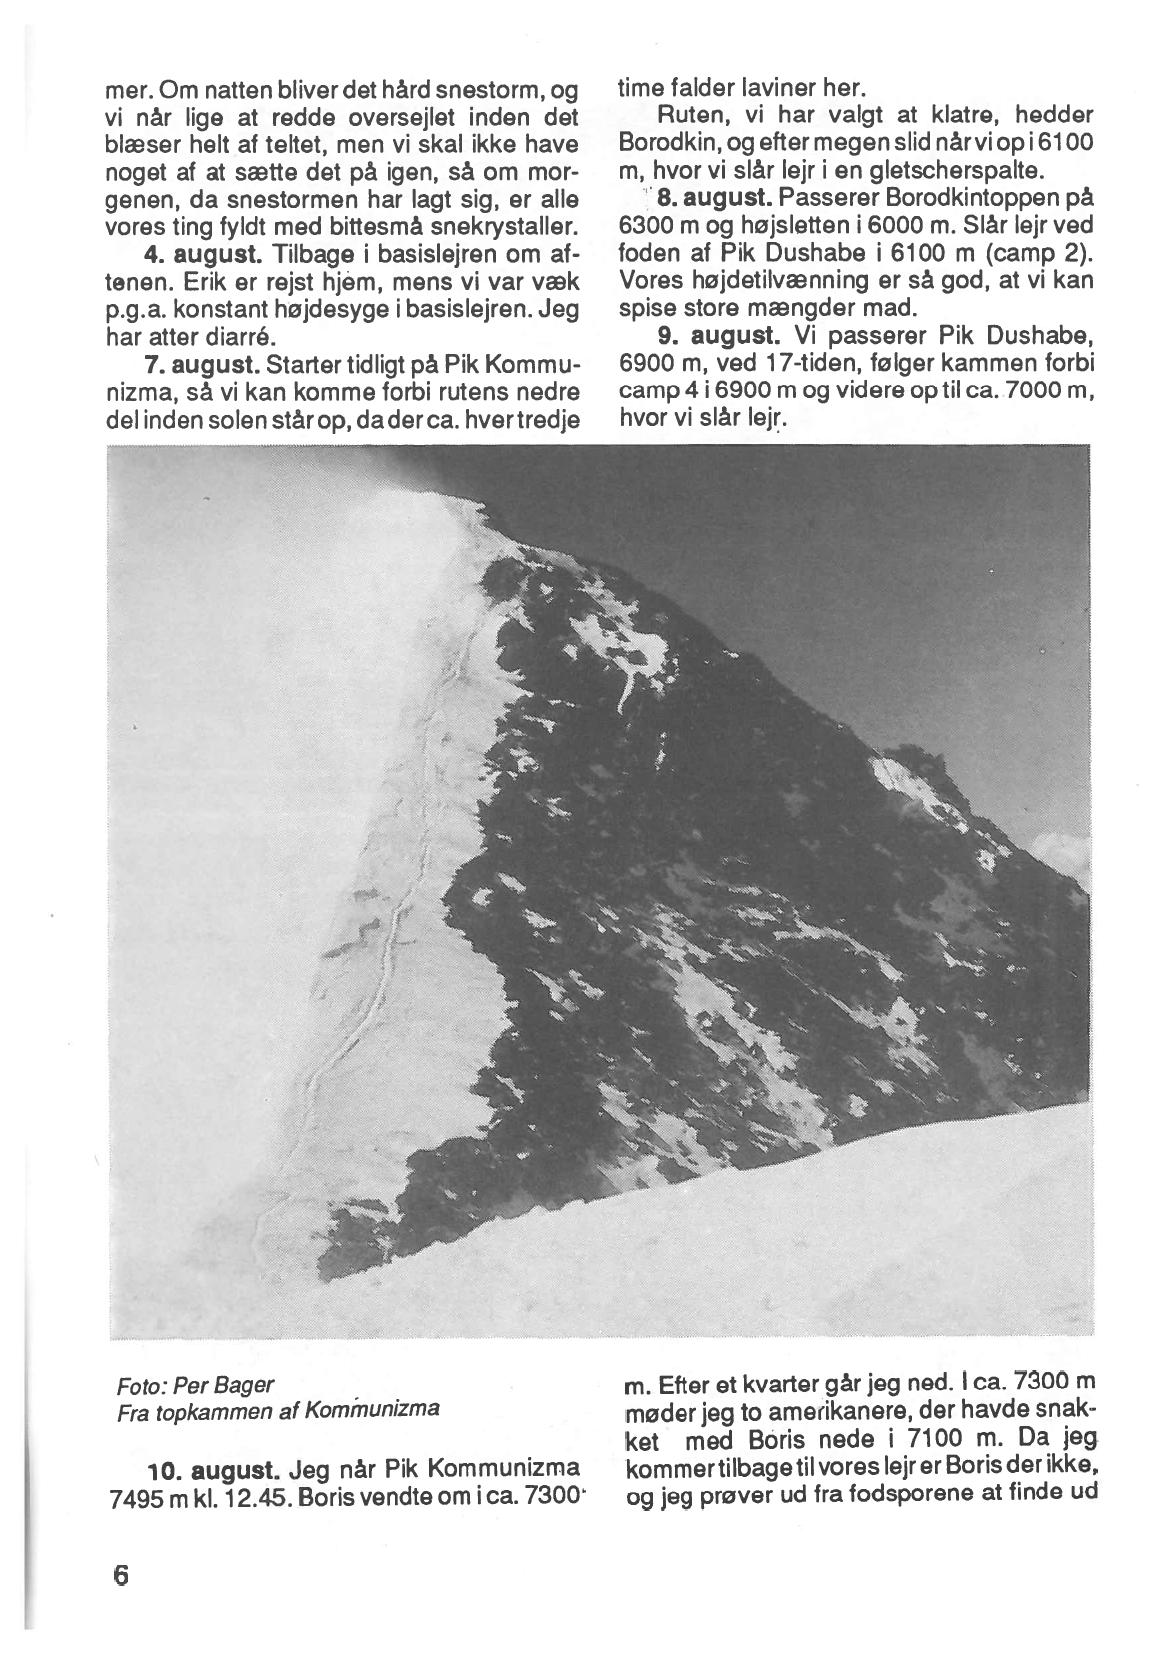 mer. Om natten bliver det hård snestorm, og
vi når lige at redde oversejlet inden det
blæser helt af teltet, men vi skal ikke have
noget af at sætte det på igen, så om mor-
genen, da snestormen har lagt sig, er alle
vores ting fyldt med bittesmå snekrystaller.
4. august. Tilbage i basislejren om af-
tenen. Erik er rejst hjem, mens vi var væk
p.g.a. konstant højdesyge i basislejren. Jeg
har atter diarré.
7. august. Starter tidligt på Pik Kommu-
nizma, så vi kan komme forbi rutens nedre
del inden solen står op, da der ca. hver tredje
time falder laviner her.
Ruten, vi har valgt at klatre, hedder
Borodkin, og efter megen slid når vi op i 6100
m, hvor vi slår lejr i en gletscherspalte.
8. august. Passerer Borodkintoppen på
6300 m og højsletten i 6000 m. Slår lejr ved
foden af Pik Dushabe i 6100 m (camp 2).
Vores højdetilvænning er så god, at vi kan
spise store mængder mad.
9. august. Vi passerer Pik Dushabe,
6900 m, ved 17-tiden, følger kammen forbi
camp 4 i 6900 m og videre op til ca. 7000 m,
hvor vi slår lejr.
Foto: Per Bager
Fra topkammen af Kommunizma
10. august. Jeg når Pik Kommunizma
7495 m kl. 12.45. Boris vendte om i ca. 7300
m. Efter et kvarter går jeg ned. I ca. 7300 m
møder jeg to amerikanere, der havde snak-
ket med Boris nede i 7100 m. Da jeg
kommer tilbage til vores lejr er Boris der ikke,
og jeg prøver ud fra fodsporene at finde ud
6